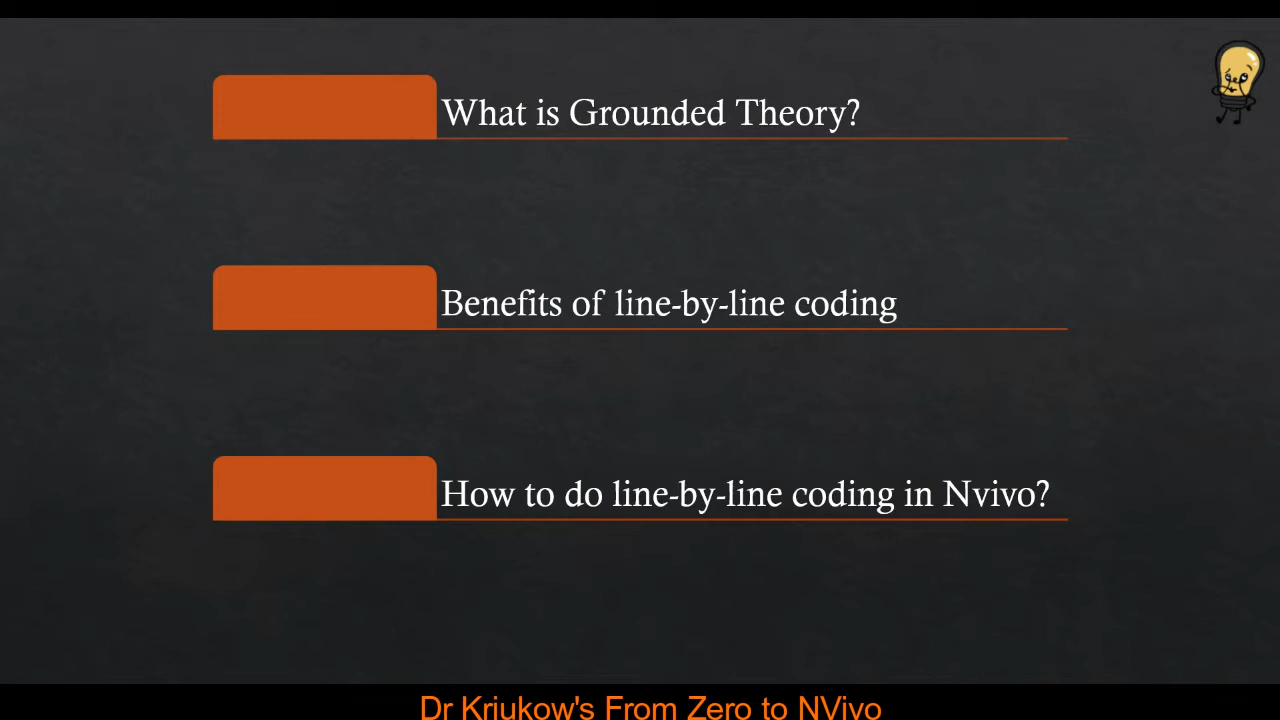 What is Grounded Theory?
Benefits of line-by-line coding
How to do line-by-line coding in Nvivo?
Dr Kriukow's From Zero to NVivo